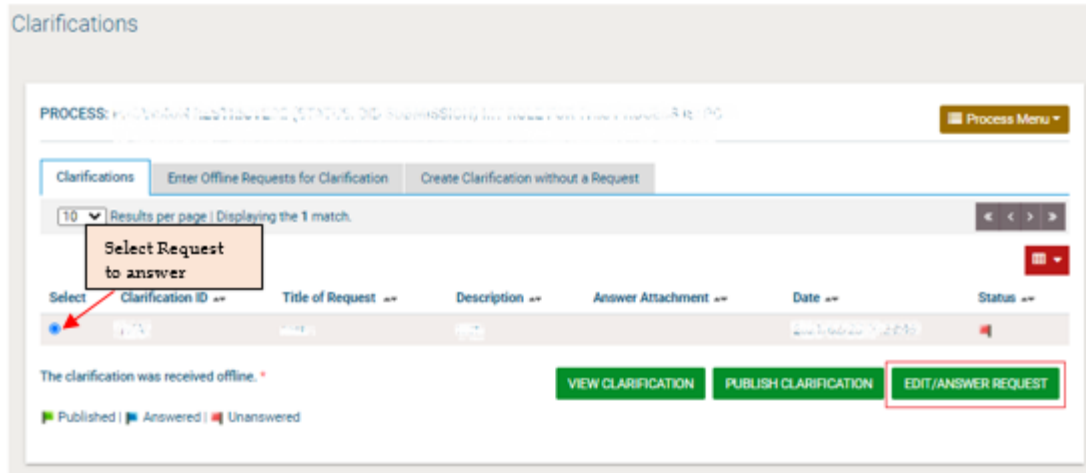 Clarifications
PROCESS:
Process Menu
Clarifications Enter Offline Requests for Clarification Create Clarification without a Request
10 Results per page | Displaying the 1 match.
« < > »
Select Request
to answer
Select Clarification ID Title of Request Description Answer Attachment Date Status
The clarification was received offline. *
VIEW CLARIFICATION PUBLISH CLARIFICATION EDIT/ANSWER REQUEST
Published | Answered | Unanswered